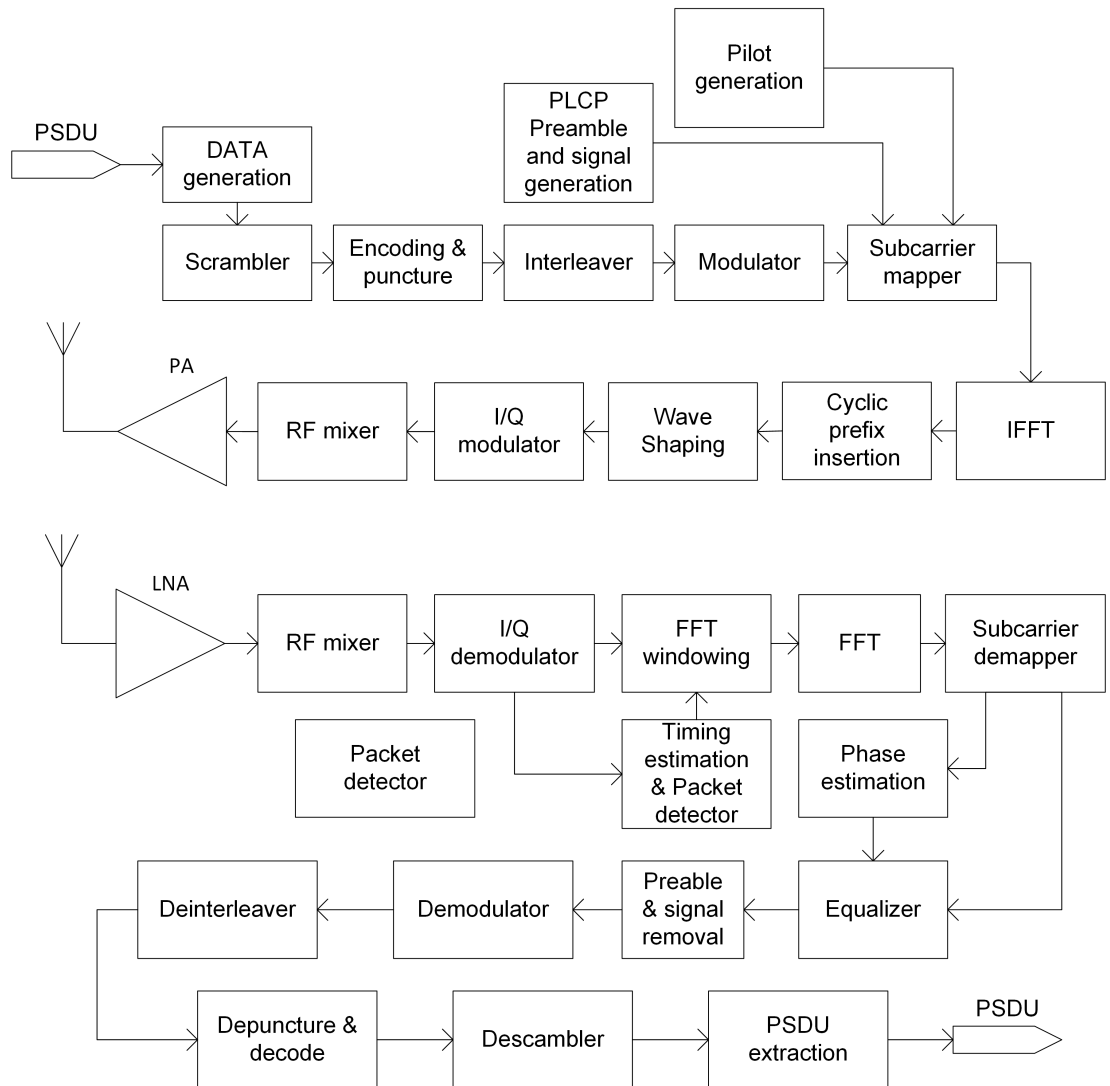 Pilot
generation
PLCP
Preamble
and signal
generation
PSDU
DATA
generation
Scrambler
Encoding &
puncture
Interleaver
Modulator
Subcarrier
mapper
PA
RF mixer
I/Q
modulator
Wave
Shaping
Cyclic
prefix
insertion
IFFT
LNA
RF mixer
I/Q
demodulator
FFT
windowing
FFT
Subcarrier
demapper
Packet
detector
Timing
estimation
& Packet
detector
Phase
estimation
Deinterleaver
Demodulator
Preable
& signal
removal
Equalizer
Depuncture &
decode
Descambler
PSDU
extraction
PSDU